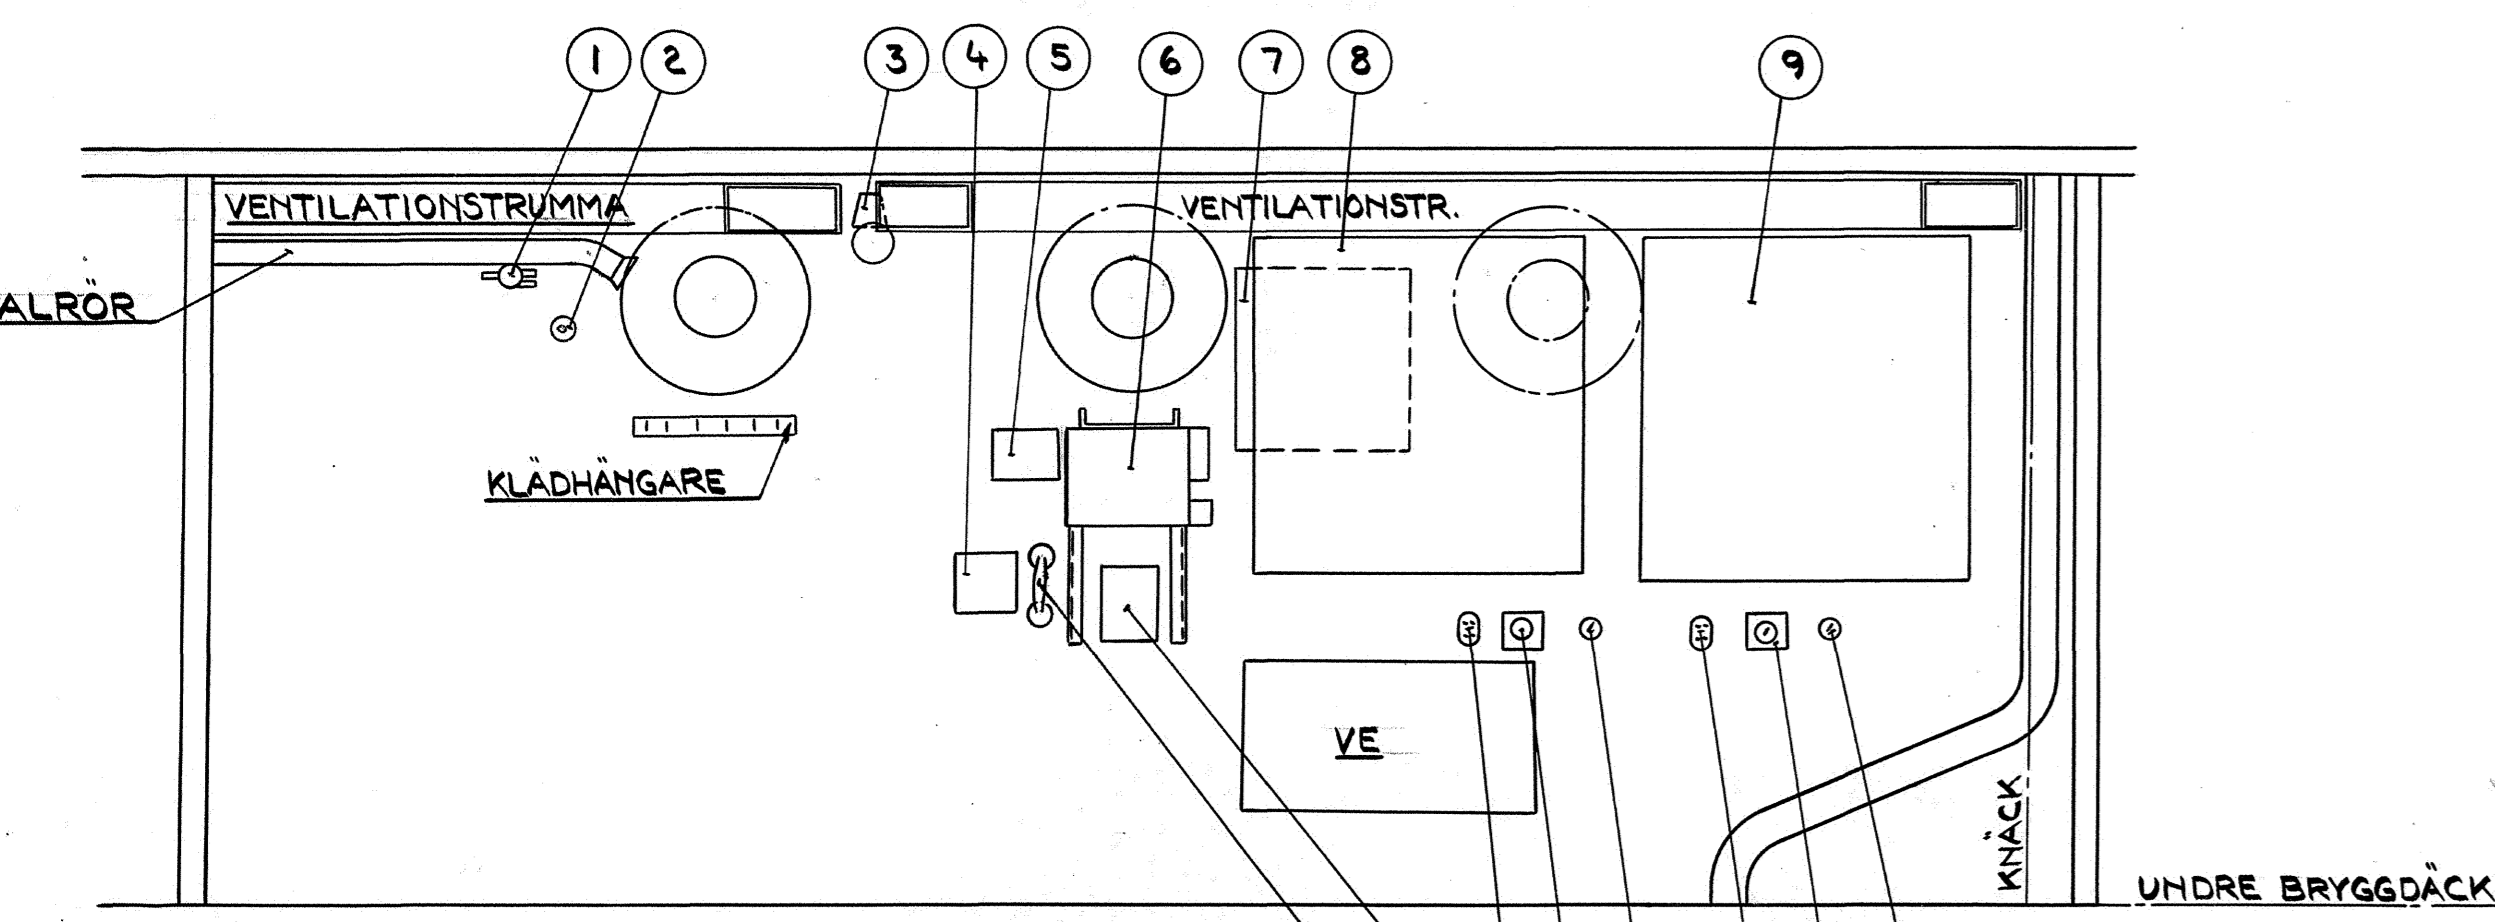 1 2 3 4 5 6 7 8 9
VENTILATIONSTRUMMA
VENTILATIONSTR.
ALRÖR
KLÄDHÄNGARE
VE
KNÄCK
UNDRE BRYGGDÄCK